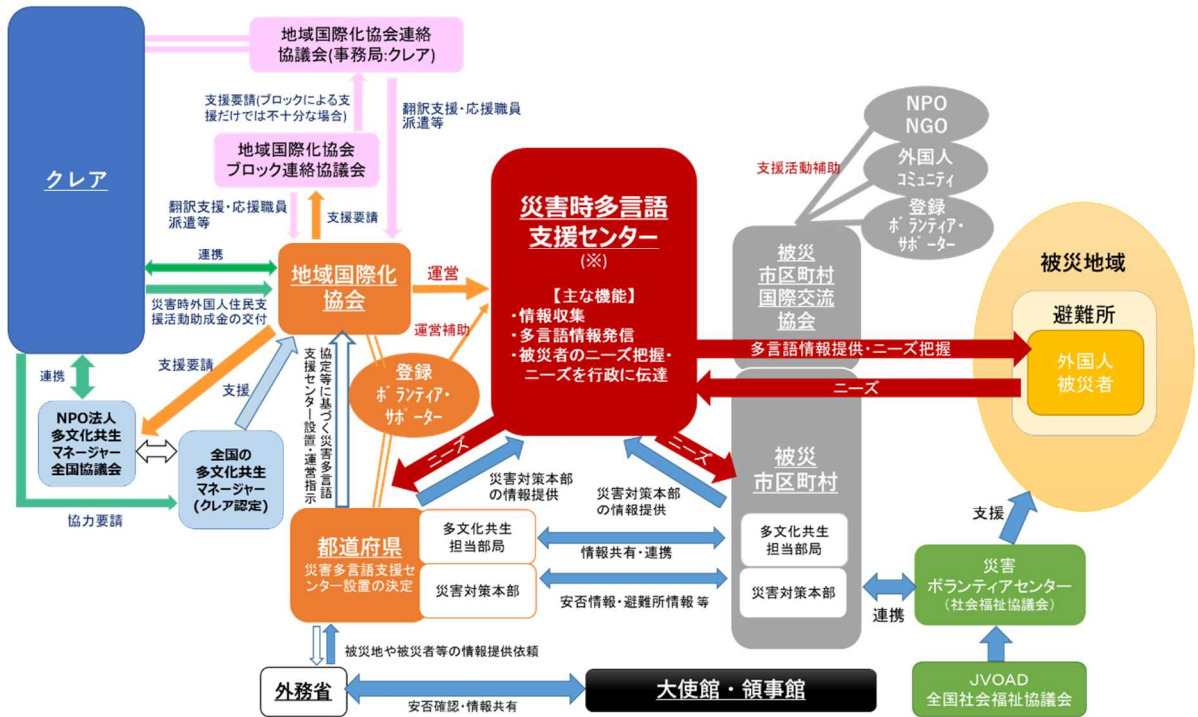 クレア
地域国際化協会連絡
協議会(事務局:クレア)
支援要請(ブロックによる支
援だけでは不十分な場合)
翻訳支援・応援職員
派遣等
地域国際化協会
ブロック連絡協議会
翻訳支援・応援職員
派遣等
支援要請
連携
災害時外国人住民支
援活動助成金の交付
地域国際化
協会
運営
運営補助
支援要請
支援
連携
NPO法人
多文化共生
マネージャー
全国協議会
全国の
多文化共生
マネージャー
(クレア認定)
協力要請
協定等に基づく災害多言語
支援センター設置・運営指示
登録
ボランティア・
サポーター
災害時多言語
支援センター
(※)
【主な機能】
・情報収集
・多言語情報発信
・被災者のニーズ把握・
ニーズを行政に伝達
ニーズ
ニーズ
災害対策本部
の情報提供
災害対策本部
の情報提供
都道府県
災害多言語支援セ
ンター設置の決定
多文化共生
担当部局
災害対策本部
情報共有・連携
安否情報・避難所情報 等
被災地や被災者等の情報提供依頼
外務省
安否確認・情報共有
大使館・領事館
NPO
NGO
外国人
コミュニティ
登録
ボランティア・
サポーター
支援活動補助
被災
市区町村
国際交流
協会
多言語情報提供・ニーズ把握
ニーズ
被災
市区町村
多文化共生
担当部局
災害対策本部
被災地域
避難所
外国人
被災者
支援
連携
災害
ボランティアセンター
(社会福祉協議会)
JVOAD
全国社会福祉協議会